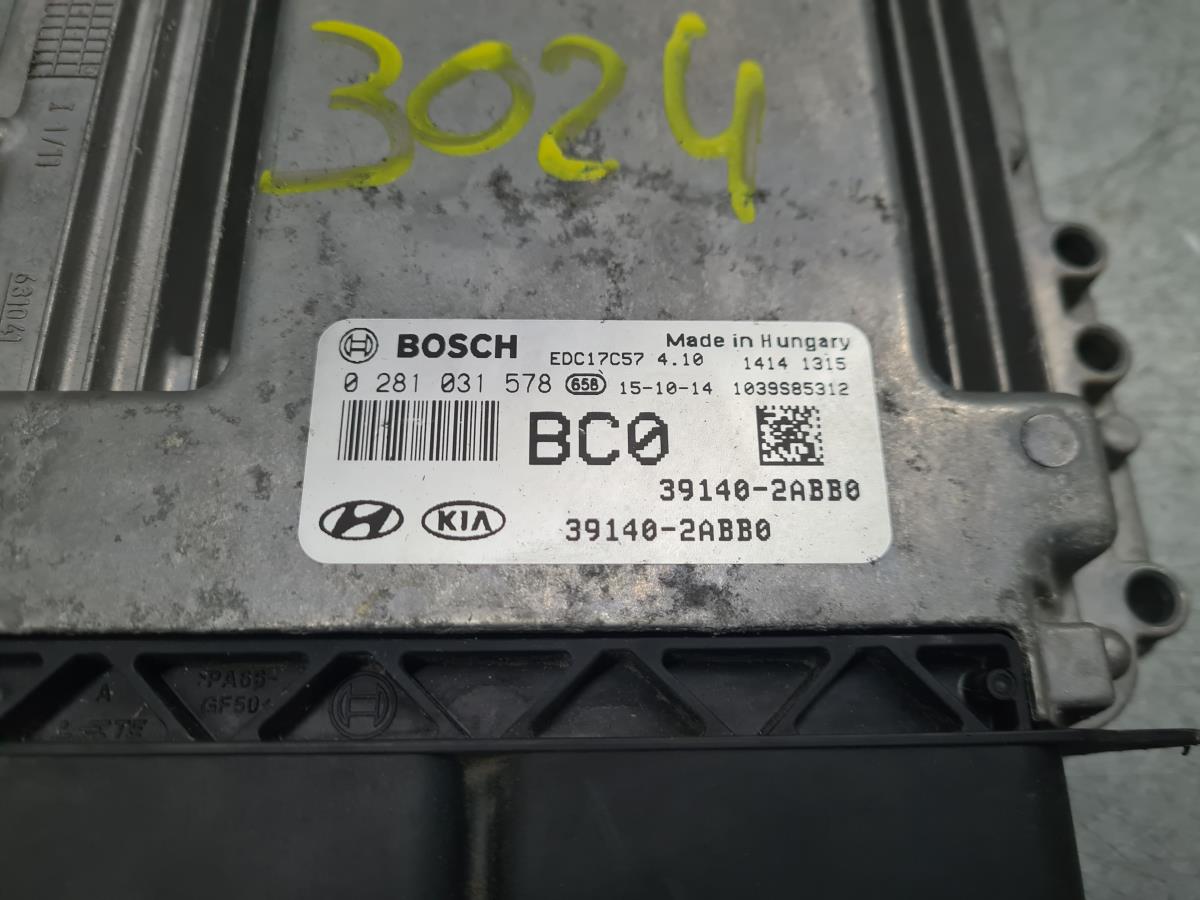 3024
631041
BOSCH
Made in Hungary
EDC17C57 4.10
1414 1315
0 281 031 578 658 15-10-14 1039S85312
BC0
39140-2ABB0
KIA
39140-2ABB0
>PA66-
GF50<
A